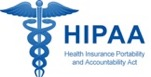 HIPAA
Health Insurance Portability
and Accountability Act